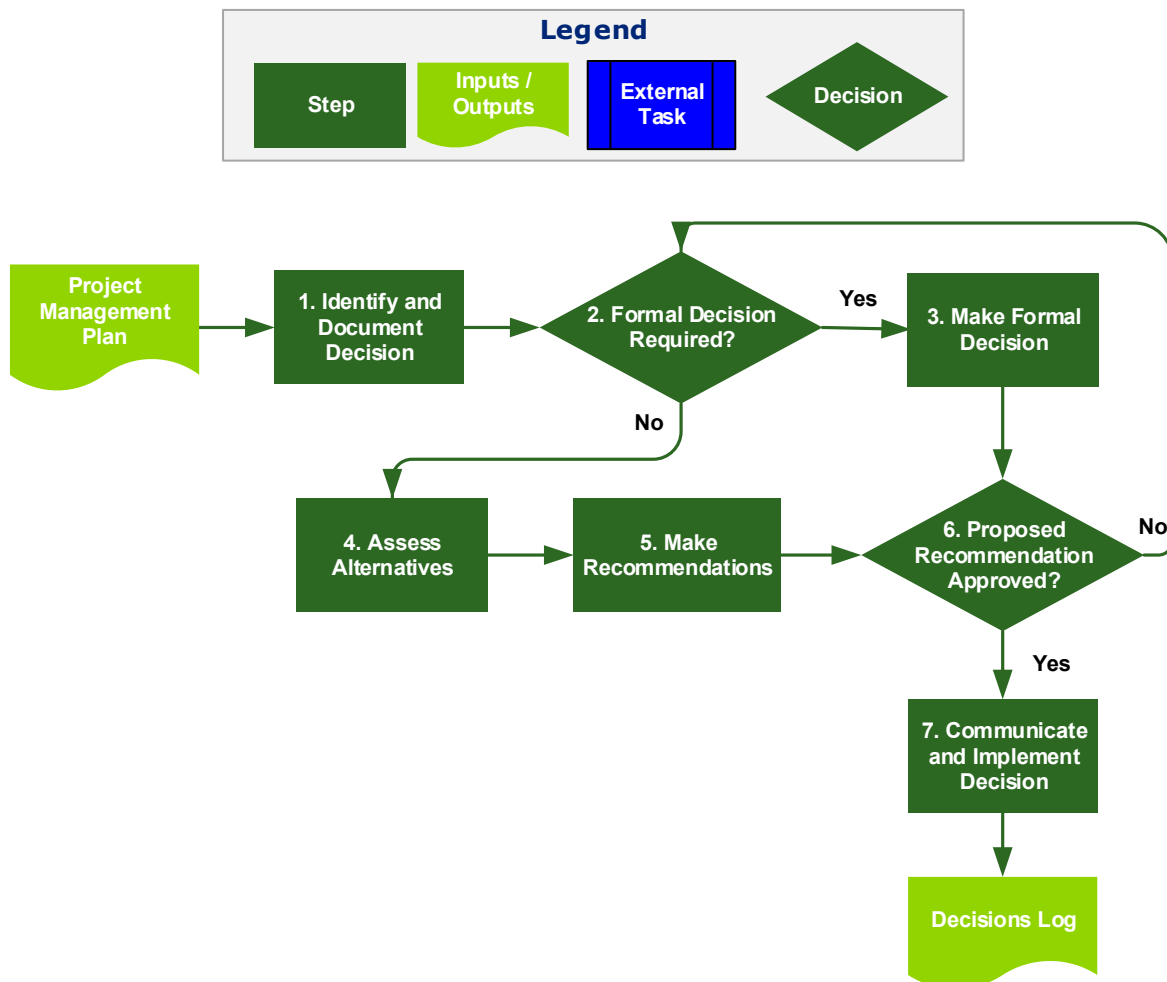 Legend
Step
Inputs /
Outputs
External
Task
Decision
Project
Management
Plan
1. Identify and
Document
Decision
2. Formal Decision
Required?
Yes
3. Make Formal
Decision
No
4. Assess
Alternatives
5. Make
Recommendations
6. Proposed
Recommendation
Approved?
No
Yes
7. Communicate
and Implement
Decision
Decisions Log